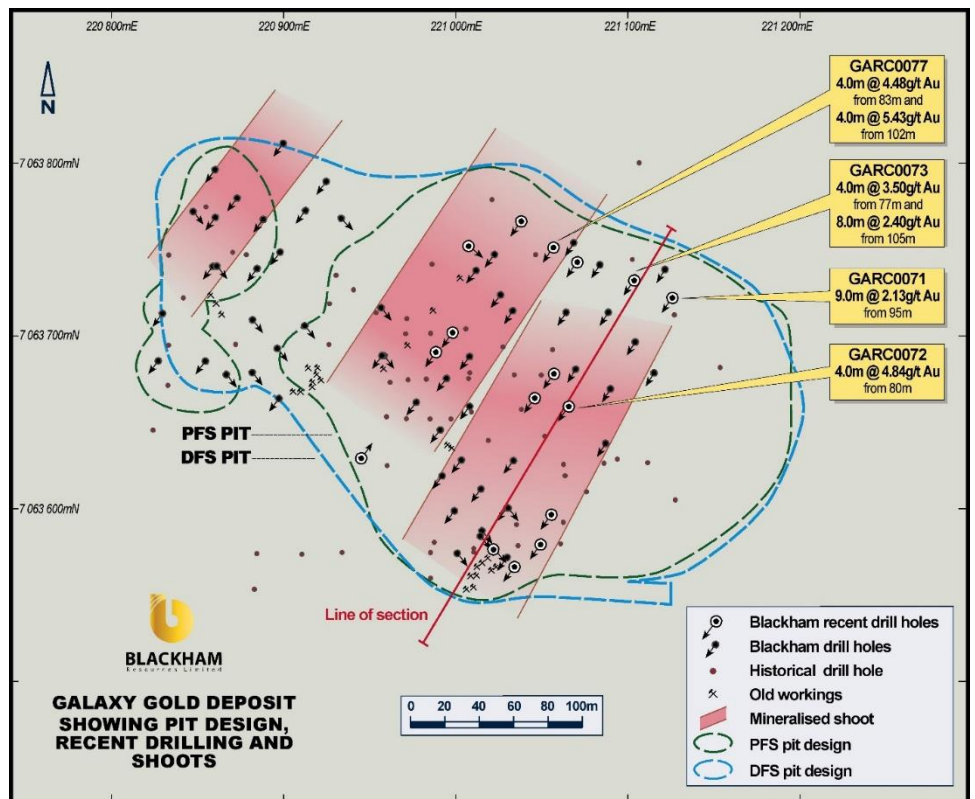 220 800mE
220 900mE
221 000mE
221 100mE
221 200mE
N
7 063 800mN
7 063 700mN
7 063 600mN
GARC0077
4.0m @ 4.48g/t Au
from 83m and
4.0m @ 5.43g/t Au
from 102m
GARC0073
4.0m @ 3.50g/t Au
from 77m and
8.0m @ 2.40g/t Au
from 105m
GARC0071
9.0m @ 2.13g/t Au
from 95m
GARC0072
4.0m @ 4.84g/t Au
from 80m
PFS PIT
DFS PIT
Line of section
BLACKHAM
Resources Limited
GALAXY GOLD DEPOSIT
SHOWING PIT DESIGN,
RECENT DRILLING AND
SHOOTS
0 20 40 60 80 100m
Blackham recent drill holes
Blackham drill holes
Historical drill hole
Old workings
Mineralised shoot
PFS pit design
DFS pit design